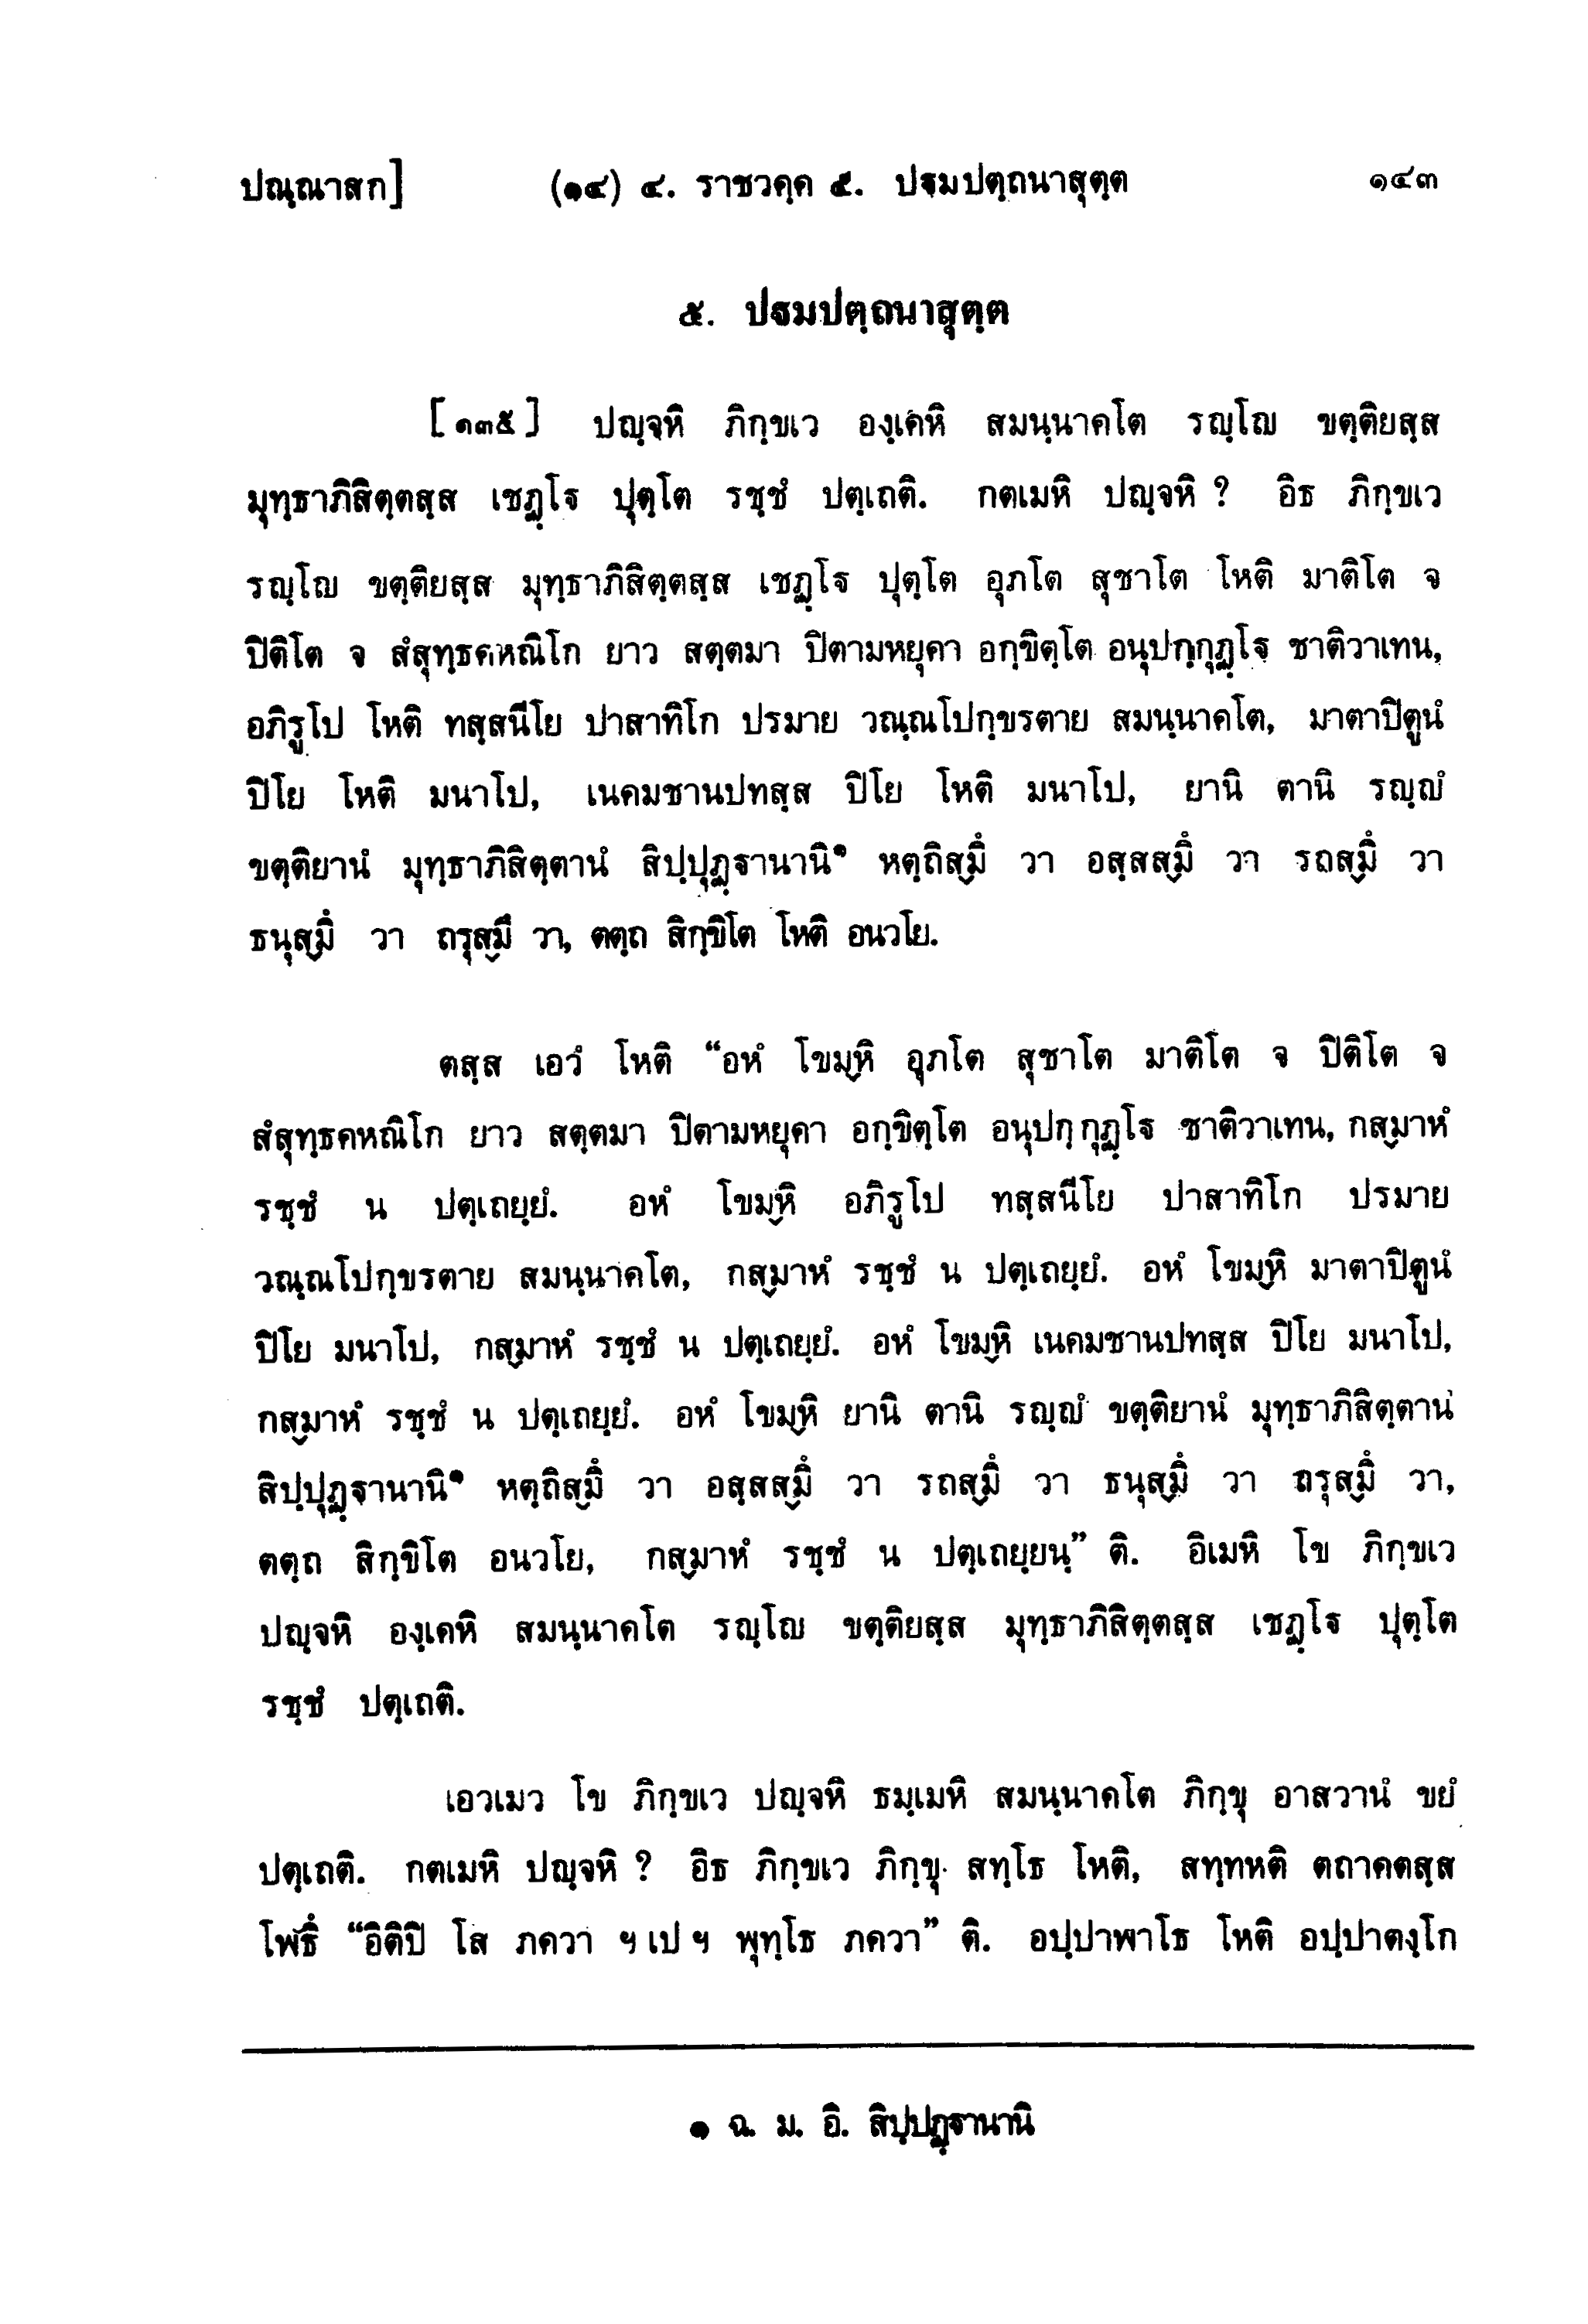 ปณฺณาสก] (๑๔) ๔. ราชวคฺค ๕. ปฐมปตฺถนาสุตฺต ๑๔๓
๕. ปฐมปตฺถนาสุตฺต
[๑๓๕] ปญฺจหิ ภิกฺขเว องฺเคหิ สมนฺนาคโต รญฺโญ ขตฺติยสฺส
มุทฺธาภิสิตฺตสฺส เชฏฺโฐ ปุตฺโต รชฺชํ ปตฺเถติ. กตเมหิ ปญฺจหิ ? อิธ ภิกฺขเว
รญฺโญ ขตฺติยสฺส มุทฺธาภิสิตฺตสฺส เชฏฺโฐ ปุตฺโต อุภโต สุชาโต โหติ มาติโต จ
ปิติโต จ สํสุทฺธคหณิโก ยาว สตฺตมา ปิตามหยุคา อกฺขิตฺโต อนุปกฺกุฏฺโฐ ชาติวาเทน,
อภิรูโป โหติ ทสฺสนีโย ปาสาทิโก ปรมาย วณฺณโปกฺขรตาย สมนฺนาคโต, มาตาปิตูนํ
ปิโย โหติ มนาโป, เนคมชานปทสฺส ปิโย โหติ มนาโป, ยานิ ตานิ รญฺญํ
ขตฺติยานํ มุทฺธาภิสิตฺตานํ สิปฺปุฏฺฐานานิ๑ หตฺถิสฺมึ วา อสฺสสฺมึ วา รถสฺมึ วา
ธนุสฺมึ วา ถรุสฺมึ วา, ตตฺถ สิกฺขิโต โหติ อนวโย.
ตสฺส เอวํ โหติ “อหํ โขมฺหิ อุภโต สุชาโต มาติโต จ ปิติโต จ
สํสุทฺธคหณิโก ยาว สตฺตมา ปิตามหยุคา อกฺขิตฺโต อนุปกฺกุฏฺโฐ ชาติวาเทน, กสฺมาหํ
รชฺชํ น ปตฺเถยฺยํ. อหํ โขมฺหิ อภิรูโป ทสฺสนีโย ปาสาทิโก ปรมาย
วณฺณโปกฺขรตาย สมนฺนาคโต, กสฺมาหํ รชฺชํ น ปตฺเถยฺยํ. อหํ โขมฺหิ มาตาปิตูนํ
ปิโย มนาโป, กสฺมาหํ รชฺชํ น ปตฺเถยฺยํ. อหํ โขมฺหิ เนคมชานปทสฺส ปิโย มนาโป,
กสฺมาหํ รชฺชํ น ปตฺเถยฺยํ. อหํ โขมฺหิ ยานิ ตานิ รญฺญํ ขตฺติยานํ มุทฺธาภิสิตฺตานํ
สิปฺปุฏฺฐานานิ๑ หตฺถิสฺมึ วา อสฺสสฺมึ วา รถสฺมึ วา ธนุสฺมึ วา ถรุสฺมึ วา,
ตตฺถ สิกฺขิโต อนวโย, กสฺมาหํ รชฺชํ น ปตฺเถยฺยนฺ” ติ. อิเมหิ โข ภิกฺขเว
ปญฺจหิ องฺเคหิ สมนฺนาคโต รญฺโญ ขตฺติยสฺส มุทฺธาภิสิตฺตสฺส เชฏฺโฐ ปุตฺโต
รชฺชํ ปตฺเถติ.
เอวเมว โข ภิกฺขเว ปญฺจหิ ธมฺเมหิ สมนฺนาคโต ภิกฺขุ อาสวานํ ขยํ
ปตฺเถติ. กตเมหิ ปญฺจหิ ? อิธ ภิกฺขเว ภิกฺขุ สทฺโธ โหติ, สทฺทหติ ตถาคตสฺส
โพธึ “อิติปิ โส ภควา ฯ เป ฯ พุทฺโธ ภควา” ติ. อปฺปาพาโธ โหติ อปฺปาตงฺโก
๑ ฉ. ม. อิ. สิปฺปฏฺฐานานิ